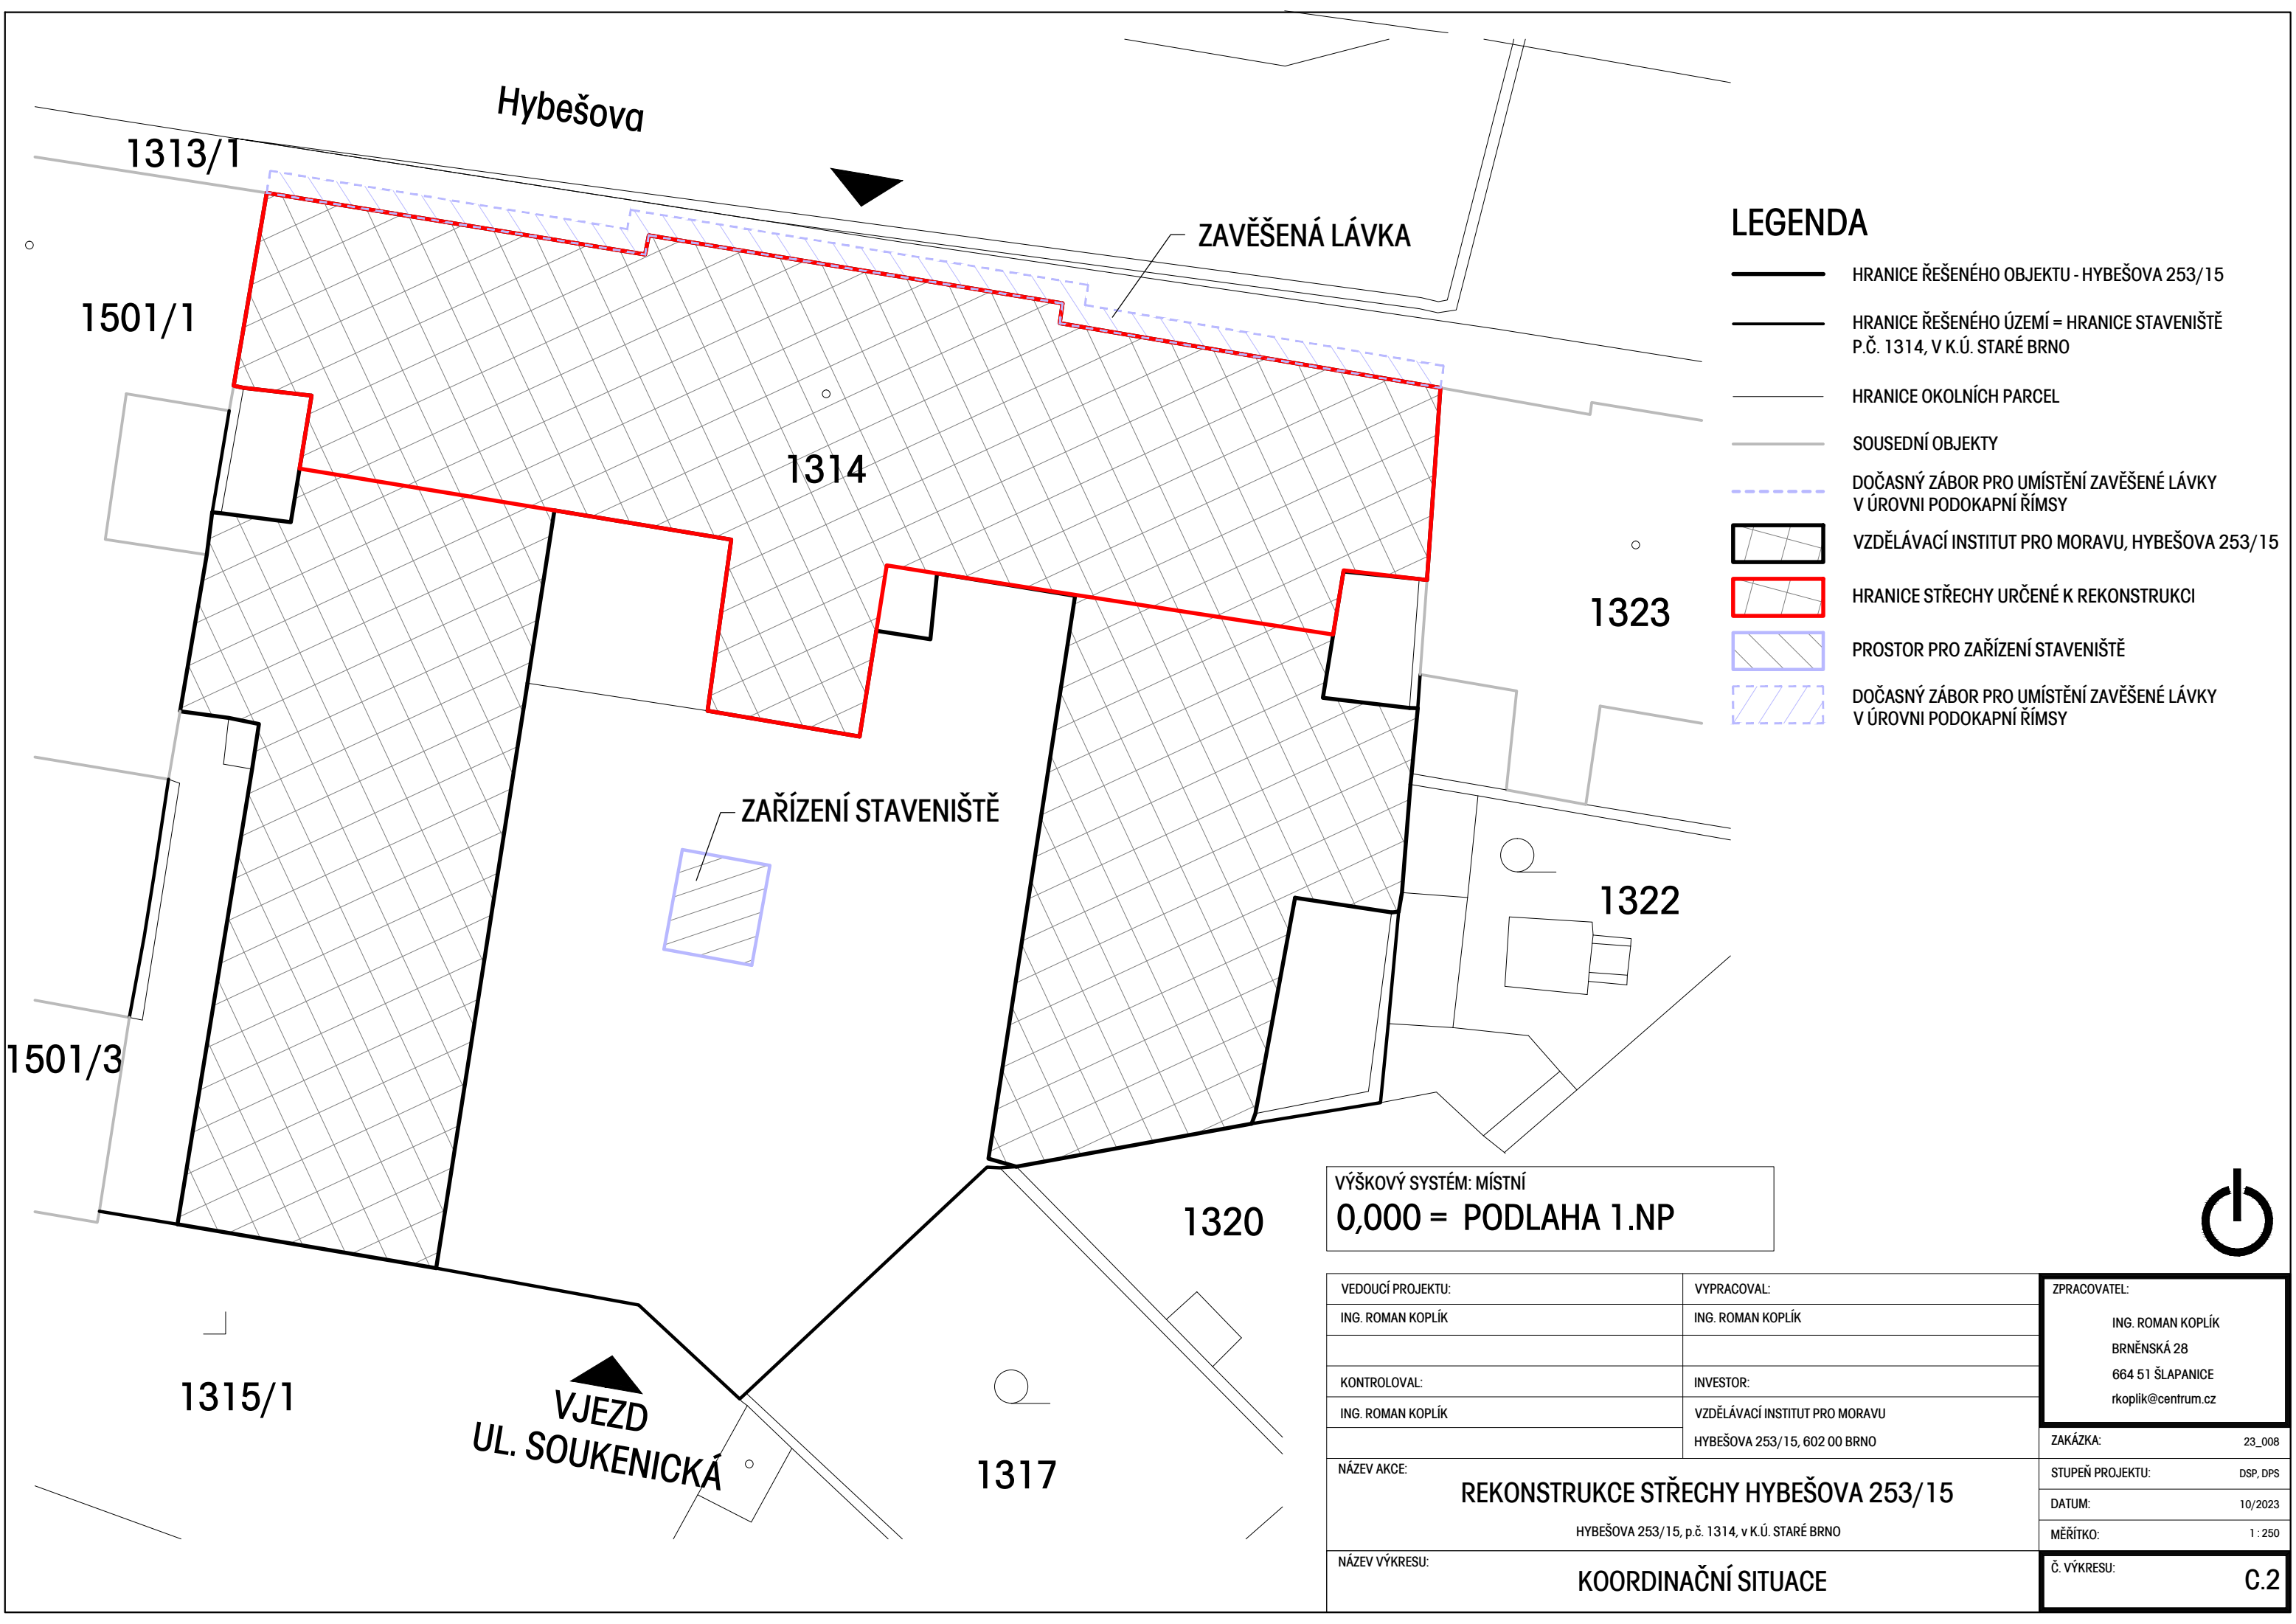 Hybešova
1313/1
ZAVĚŠENÁ LÁVKA
1501/1
1314
1323
ZAŘÍZENÍ STAVENIŠTĚ
1322
1501/3
1320
1315/1
VJEZD
UL. SOUKENICKÁ
1317
LEGENDA
HRANICE ŘEŠENÉHO OBJEKTU - HYBEŠOVA 253/15
HRANICE ŘEŠENÉHO ÚZEMÍ = HRANICE STAVENIŠTĚ
P.Č. 1314, V K.Ú. STARÉ BRNO
HRANICE OKOLNÍCH PARCEL
SOUSEDNÍ OBJEKTY
DOČASNÝ ZÁBOR PRO UMÍSTĚNÍ ZAVĚŠENÉ LÁVKY
V ÚROVNI PODOKAPNÍ ŘÍMSY
VZDĚLÁVACÍ INSTITUT PRO MORAVU, HYBEŠOVA 253/15
HRANICE STŘECHY URČENÉ K REKONSTRUKCI
PROSTOR PRO ZAŘÍZENÍ STAVENIŠTĚ
DOČASNÝ ZÁBOR PRO UMÍSTĚNÍ ZAVĚŠENÉ LÁVKY
V ÚROVNI PODOKAPNÍ ŘÍMSY
VÝŠKOVÝ SYSTÉM: MÍSTNÍ
0,000 = PODLAHA 1.NP
VEDOUCÍ PROJEKTU:
ING. ROMAN KOPLÍK
VYPRACOVAL:
ING. ROMAN KOPLÍK
KONTROLOVAL:
ING. ROMAN KOPLÍK
INVESTOR:
VZDĚLÁVACÍ INSTITUT PRO MORAVU
HYBEŠOVA 253/15, 602 00 BRNO
ZPRACOVATEL:
ING. ROMAN KOPLÍK
BRNĚNSKÁ 28
664 51 ŠLAPANICE
rkoplik@centrum.cz
NÁZEV AKCE:
REKONSTRUKCE STŘECHY HYBEŠOVA 253/15
HYBEŠOVA 253/15, p.č. 1314, v K.Ú. STARÉ BRNO
ZAKÁZKA: 23_008
STUPEŇ PROJEKTU: DSP, DPS
DATUM: 10/2023
MĚŘÍTKO: 1 : 250
NÁZEV VÝKRESU:
KOORDINAČNÍ SITUACE
Č. VÝKRESU:
C.2